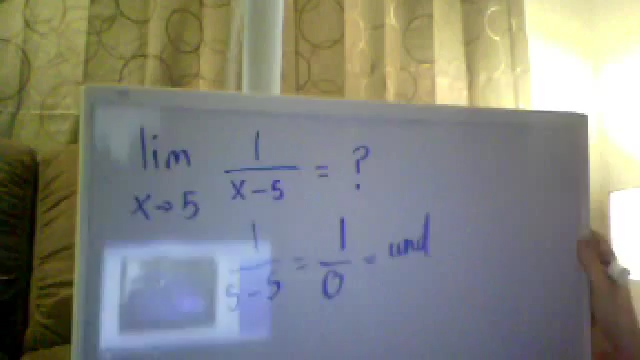 lim 1/(x-5) = ?
x→5
1/(5-5) = 1/0 = und